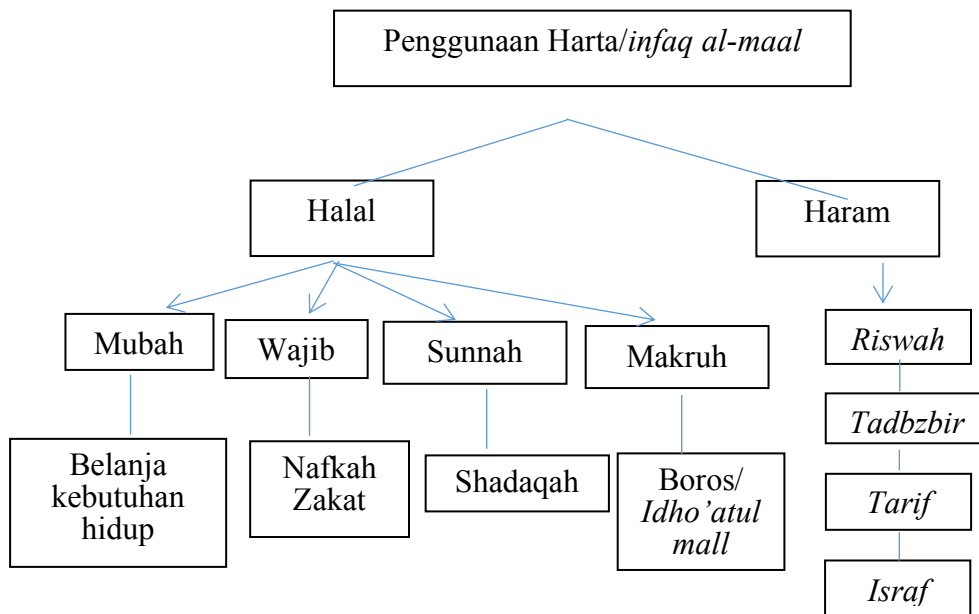 Penggunaan Harta/infaq al-maal
Halal
Haram
Mubah
Wajib
Sunnah
Makruh
Riswah
Belanja
kebutuhan
hidup
Nafkah
Zakat
Shadaqah
Boros/
Idho’atul
mall
Tadbzbir
Tarif
Israf